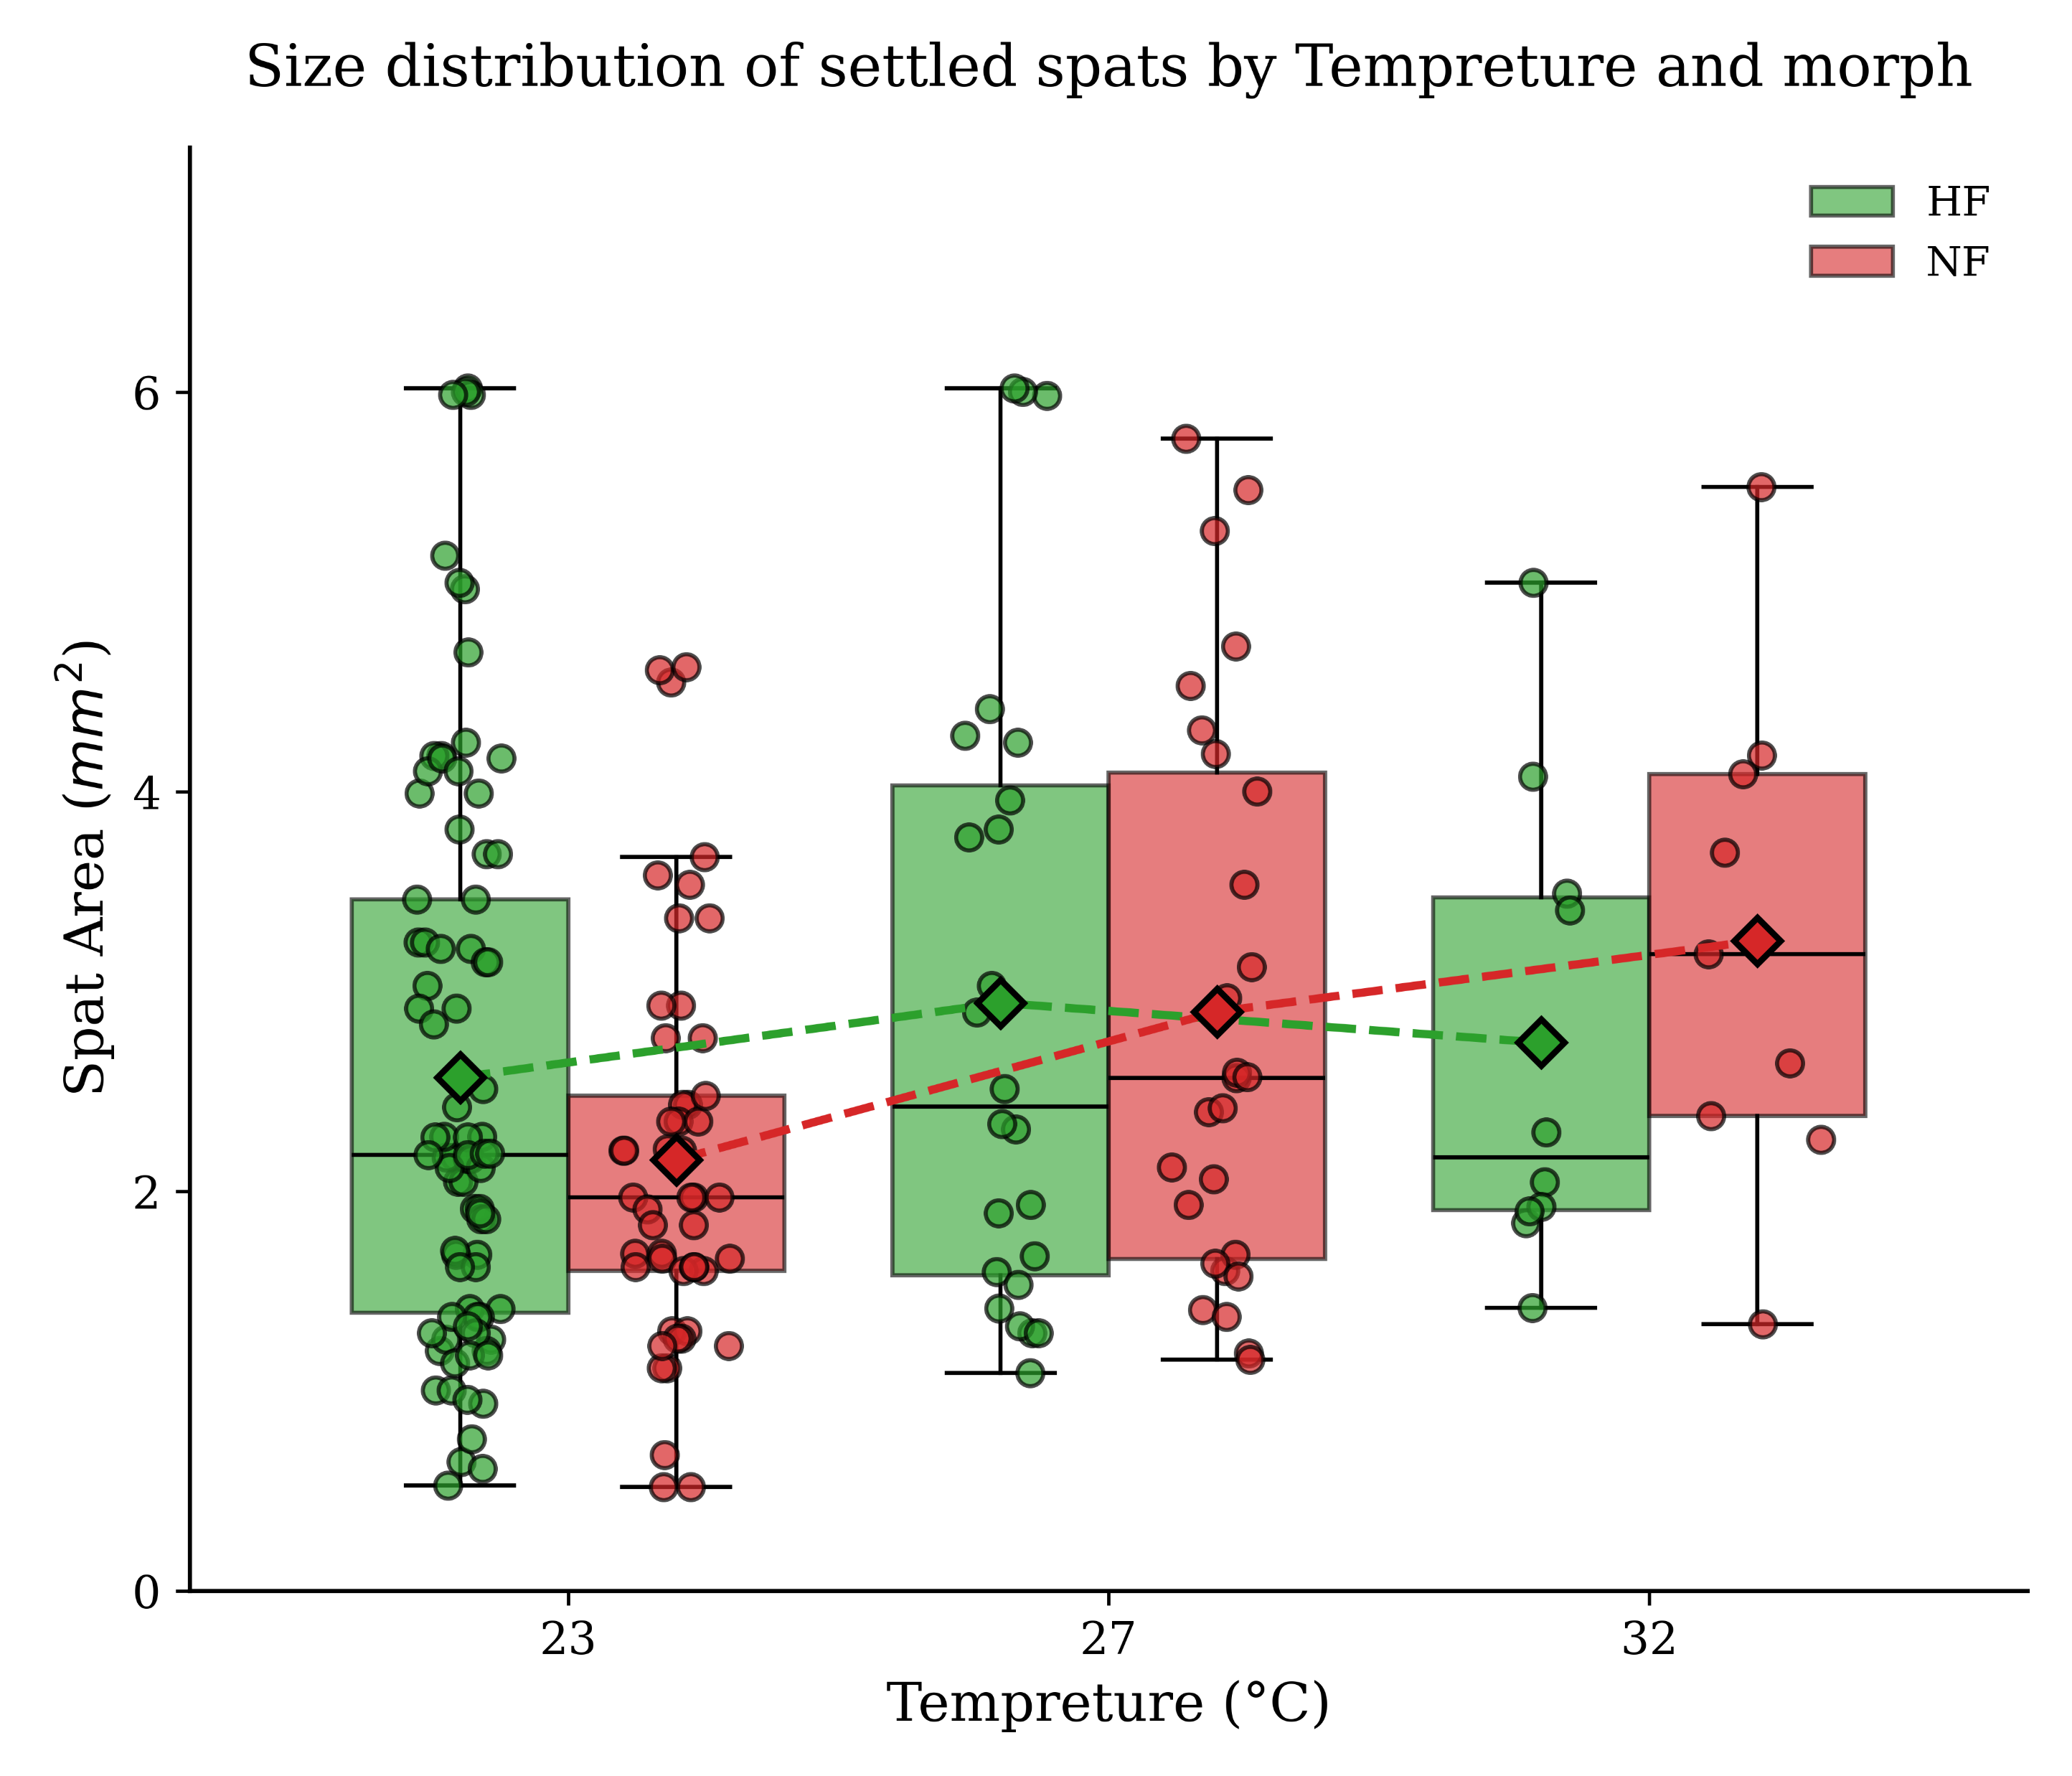 Size distribution of settled spats by Tempreture and morph
HF
NF
Spat Area (mm²)
6
4
2
0
23 27 32
Tempreture (°C)